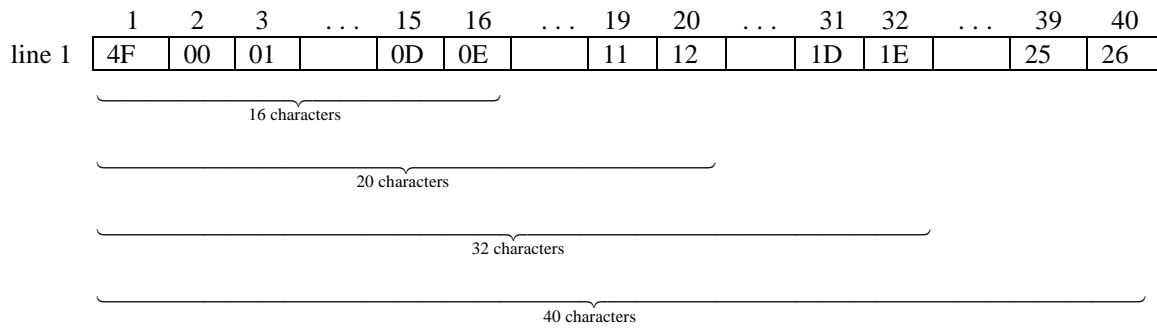 1 2 3 ... 15 16 ... 19 20 ... 31 32 ... 39 40
line 1 4F 00 01 0D 0E 11 12 1D 1E 25 26
16 characters
20 characters
32 characters
40 characters